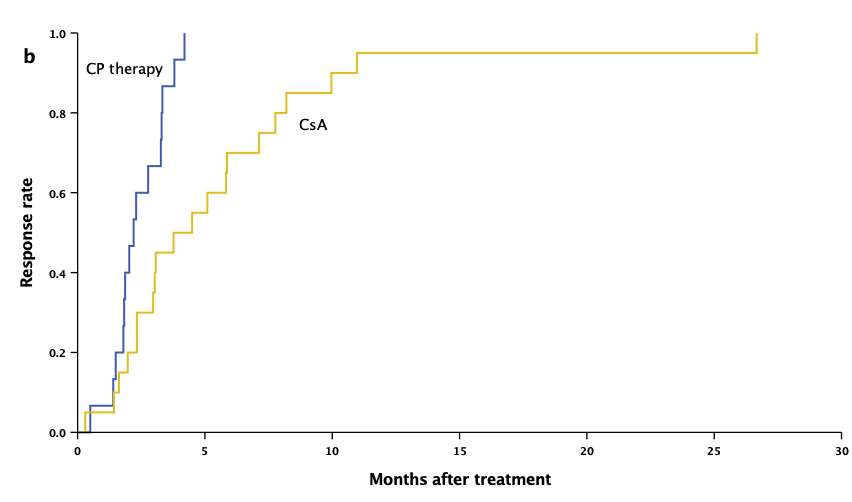 b
CP therapy
CsA
Response rate
1.0
0.8
0.6
0.4
0.2
0.0
0 5 10 15 20 25 30
Months after treatment